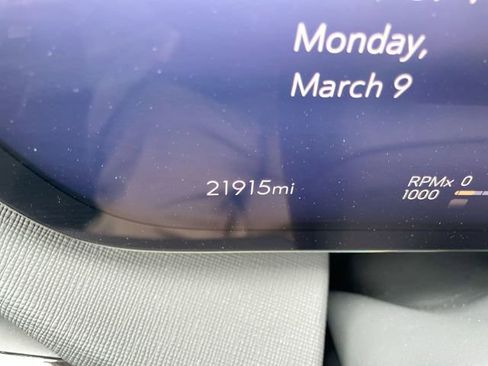 Monday,
March 9
21915mi
RPMx 0
1000